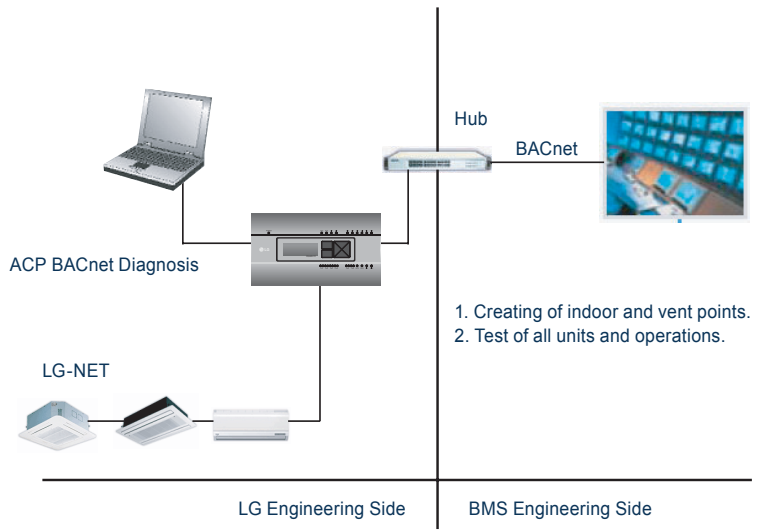 Hub
BACnet
ACP BACnet Diagnosis
1. Creating of indoor and vent points.
2. Test of all units and operations.
LG-NET
LG Engineering Side
BMS Engineering Side